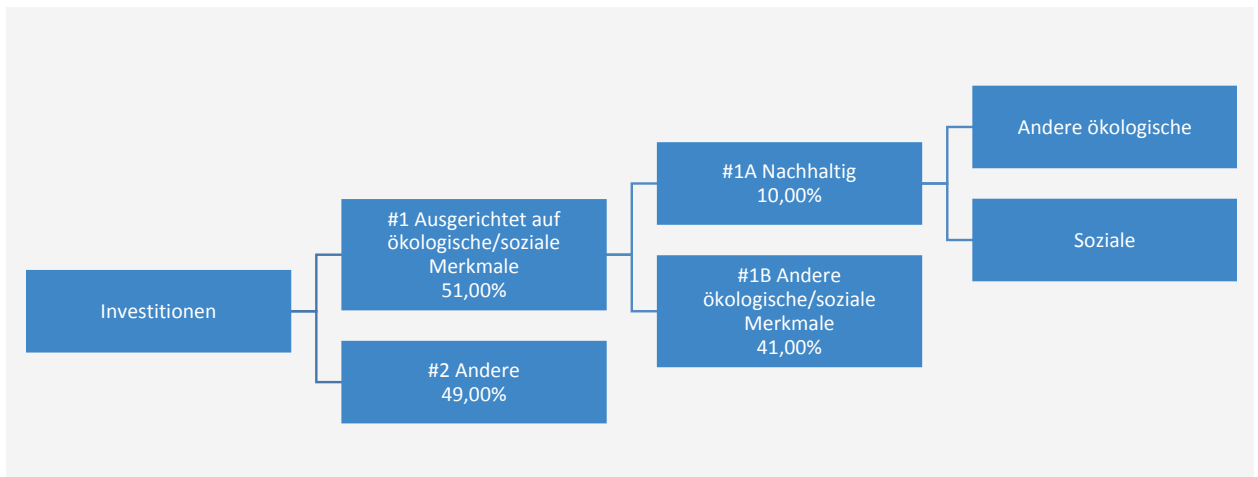 Investitionen
#1 Ausgerichtet auf
ökologische/soziale
Merkmale
51,00%
#2 Andere
49,00%
#1A Nachhaltig
10,00%
#1B Andere
ökologische/soziale
Merkmale
41,00%
Andere ökologische
Soziale